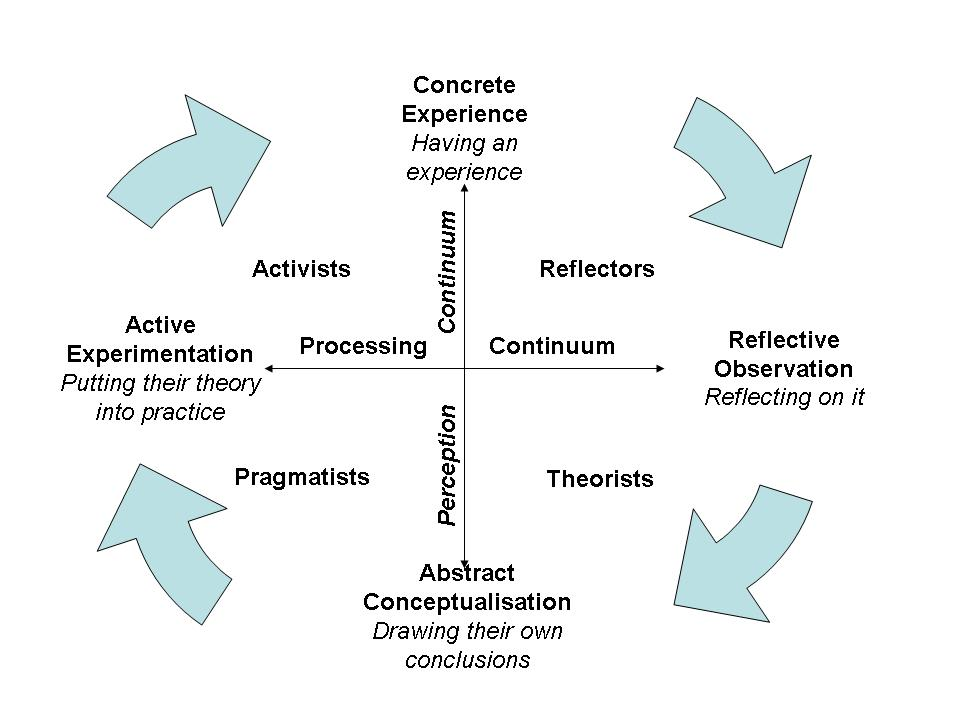 Concrete
Experience
Having an
experience
Continuum
Activists
Reflectors
Active
Experimentation
Putting their theory
into practice
Processing
Continuum
Reflective
Observation
Reflecting on it
Perception
Pragmatists
Theorists
Abstract
Conceptualisation
Drawing their own
conclusions